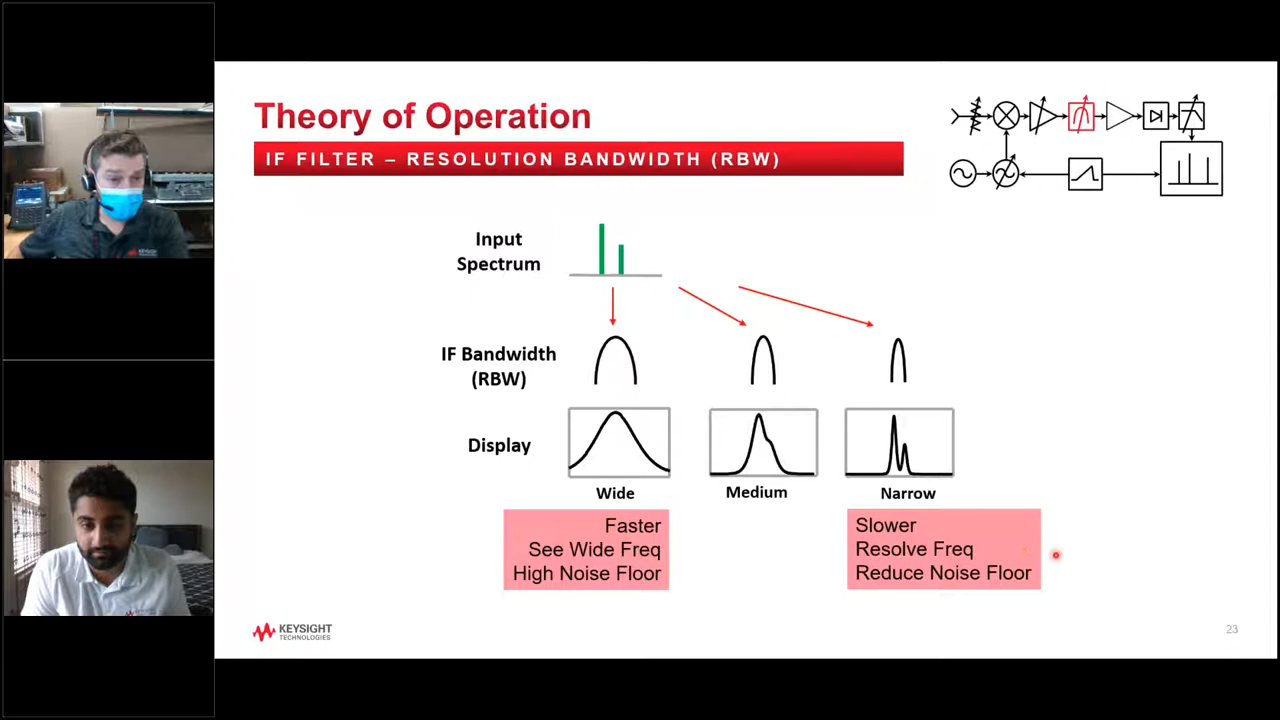 Theory of Operation
IF FILTER – RESOLUTION BANDWIDTH (RBW)
Input
Spectrum
IF Bandwidth
(RBW)
Display
Wide
Medium
Narrow
Faster
See Wide Freq
High Noise Floor
Slower
Resolve Freq
Reduce Noise Floor
KEYSIGHT
TECHNOLOGIES
23
KEYSIGHT